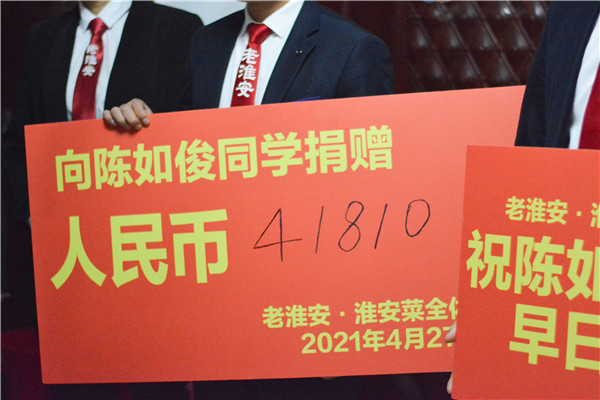 老淮安
老淮安
向陈如俊同学捐赠
人民币 41810
老淮安·淮安菜全
2021年4月27
老淮安·
祝陈如
早日